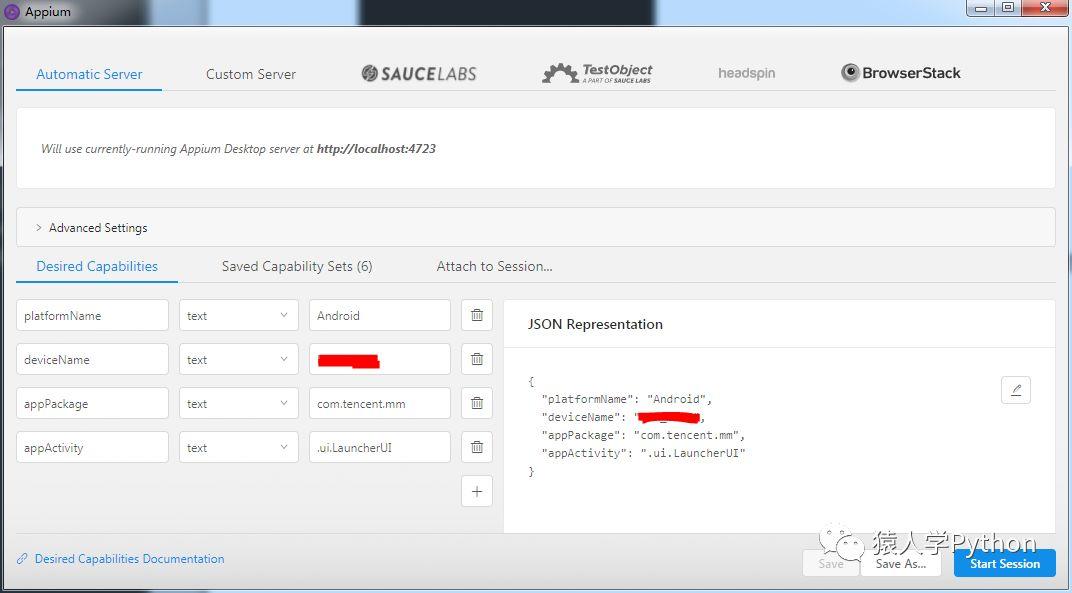 Appium
Automatic Server
Custom Server
SAUCELABS
TestObject
A PART OF SAUCE LABS
headspin
BrowserStack
Will use currently-running Appium Desktop server at http://localhost:4723
> Advanced Settings
Desired Capabilities
Saved Capability Sets (6)
Attach to Session...
platformName text Android
deviceName text
appPackage text com.tencent.mm
appActivity text .ui.LauncherUI
+
JSON Representation
{
"platformName": "Android",
"deviceName": "",
"appPackage": "com.tencent.mm",
"appActivity": ".ui.LauncherUI"
}
Desired Capabilities Documentation
猿人学Python
Save
Save As...
Start Session